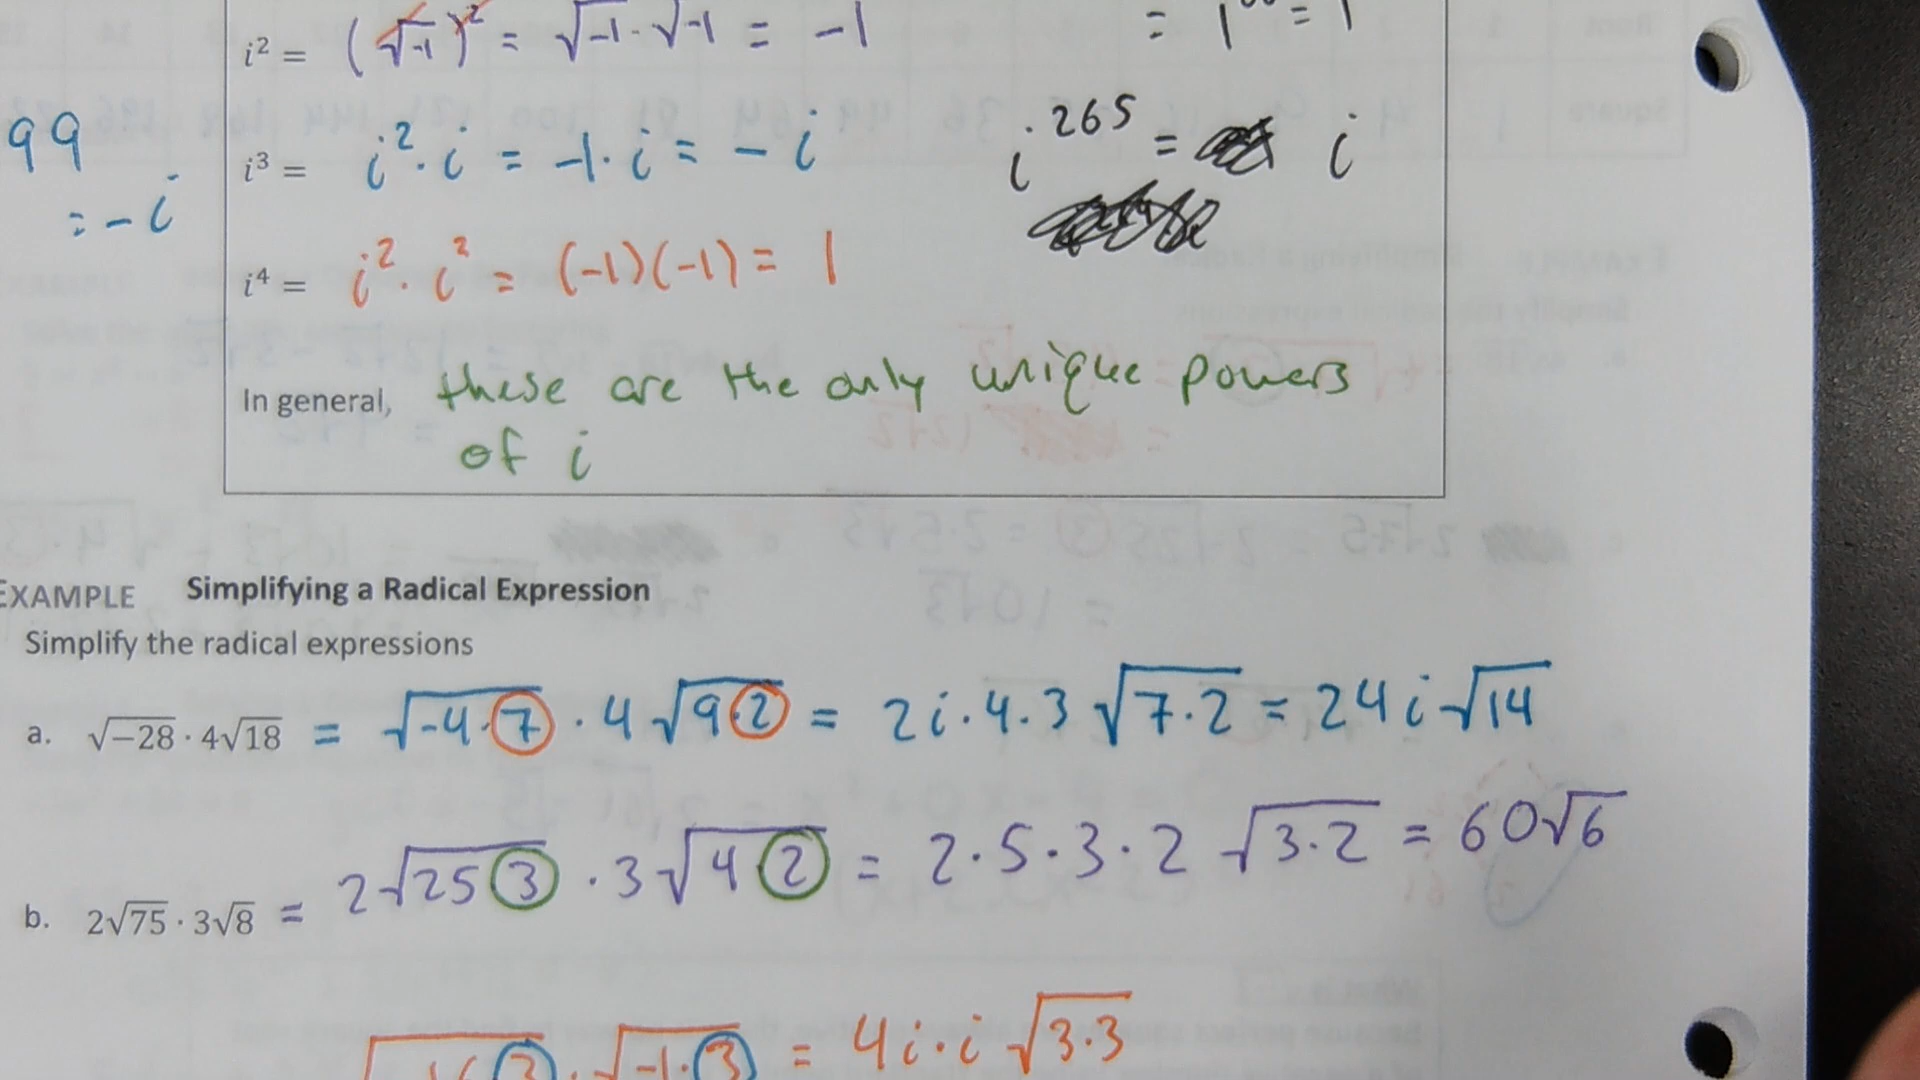 i² = (√-1)² = √-1 · √-1 = -1
= 1 = 1
99
= -i
i³ = i² · i = -1 · i = -i
i²⁶⁵ = i
i⁴ = i² · i² = (-1)(-1) = 1
In general, these are the only unique powers
of i
EXAMPLE Simplifying a Radical Expression
Simplify the radical expressions
a. √−28 · 4√18 = √-4·7 · 4√9·2 = 2i·4·3√7·2 = 24i√14
b. 2√75 · 3√8 = 2√25 3 · 3√4 2 = 2·5·3·2 √3·2 = 60√6
√-1·3 = 4i·i √3·3